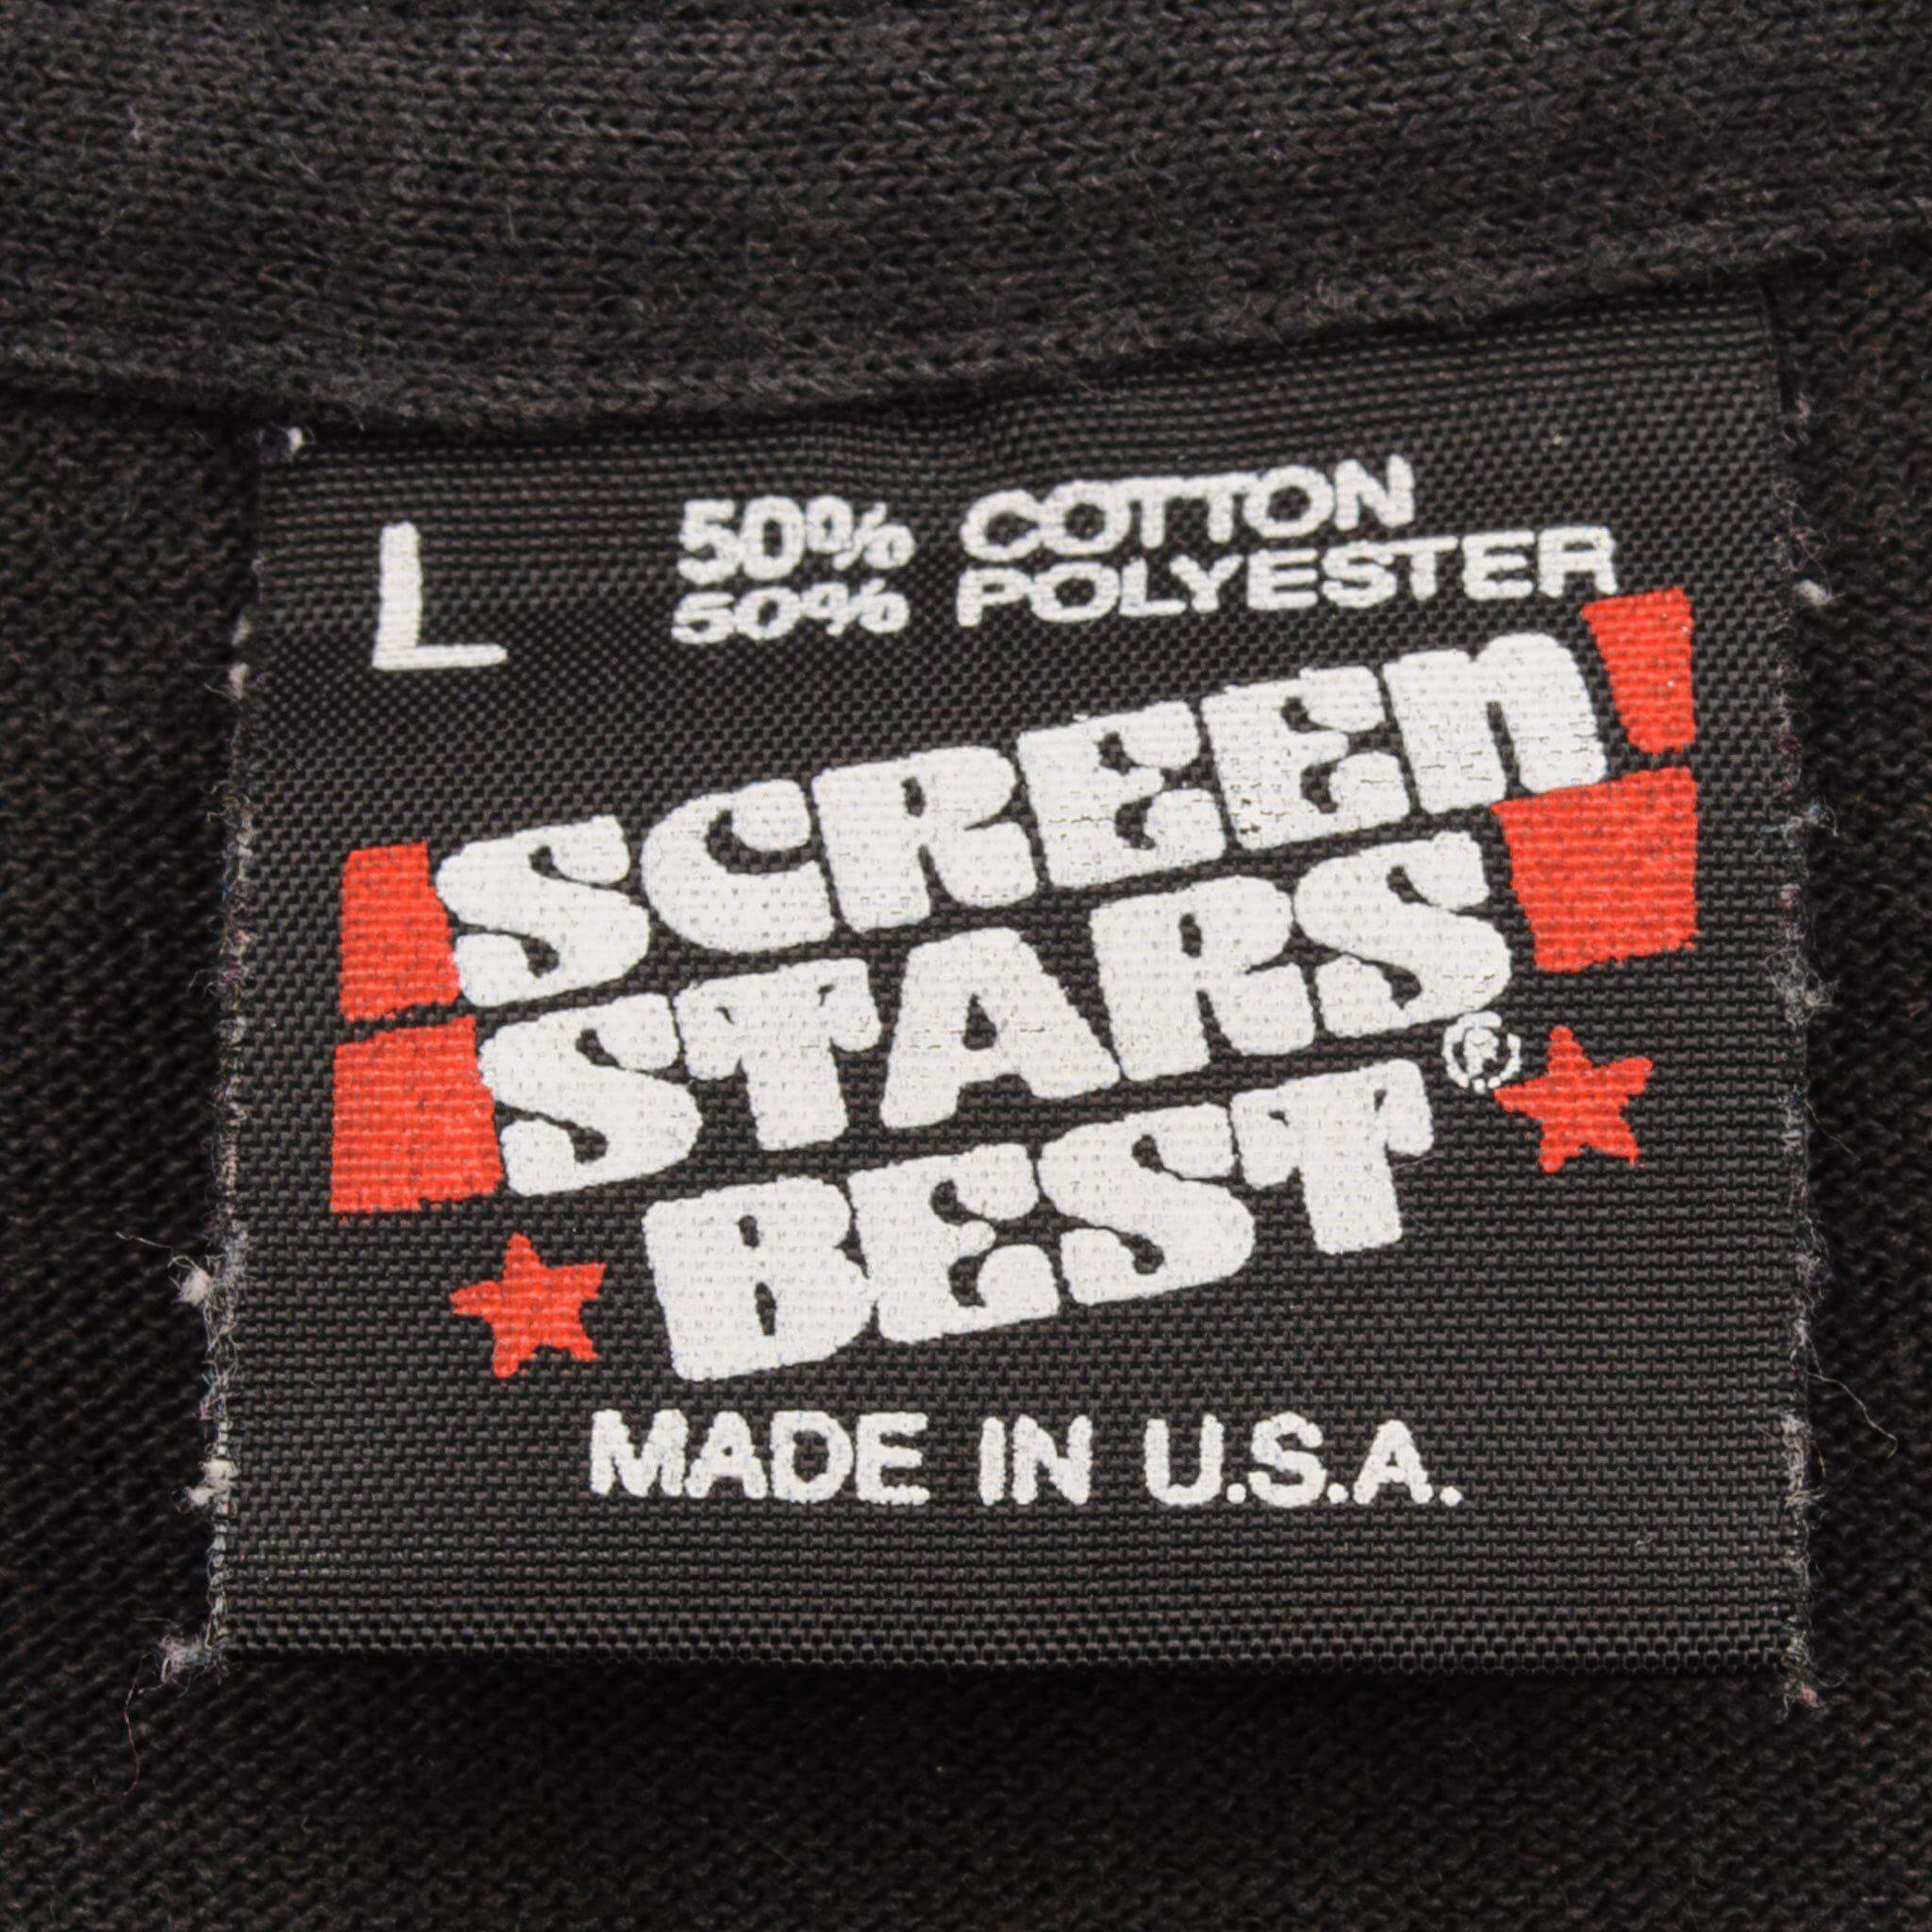 L
50% COTTON
50% POLYESTER
SCREEN
STARS®
BEST
MADE IN U.S.A.